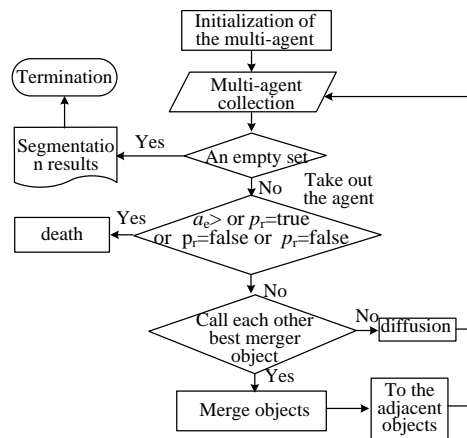 Initialization of
the multi-agent
Termination
Multi-agent
collection
Segmentatio
n results
Yes
An empty set
No
Take out
the agent
Yes
death
a_e> or p_r=true
or p_r=false or p_r=false
No
Call each other
best merger
object
No
diffusion
Yes
Merge objects
To the
adjacent
objects